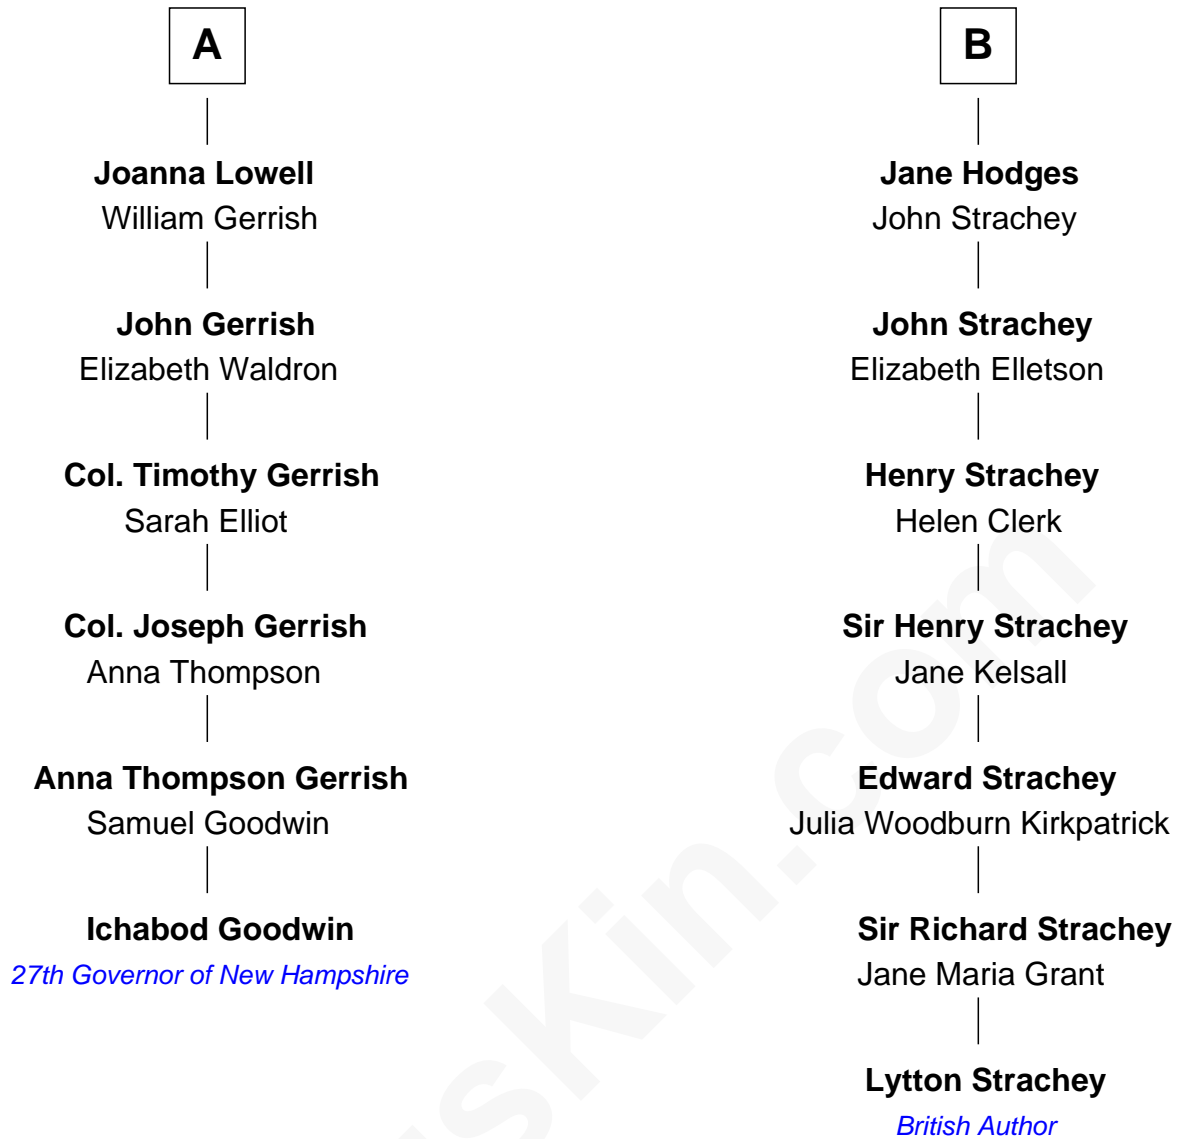 A
Joanna Lowell
William Gerrish
John Gerrish
Elizabeth Waldron
Col. Timothy Gerrish
Sarah Elliot
Col. Joseph Gerrish
Anna Thompson
Anna Thompson Gerrish
Samuel Goodwin
Ichabod Goodwin
27th Governor of New Hampshire
B
Jane Hodges
John Strachey
John Strachey
Elizabeth Elletson
Henry Strachey
Helen Clerk
Sir Henry Strachey
Jane Kelsall
Edward Strachey
Julia Woodburn Kirkpatrick
Sir Richard Strachey
Jane Maria Grant
Lytton Strachey
British Author
sKin.com